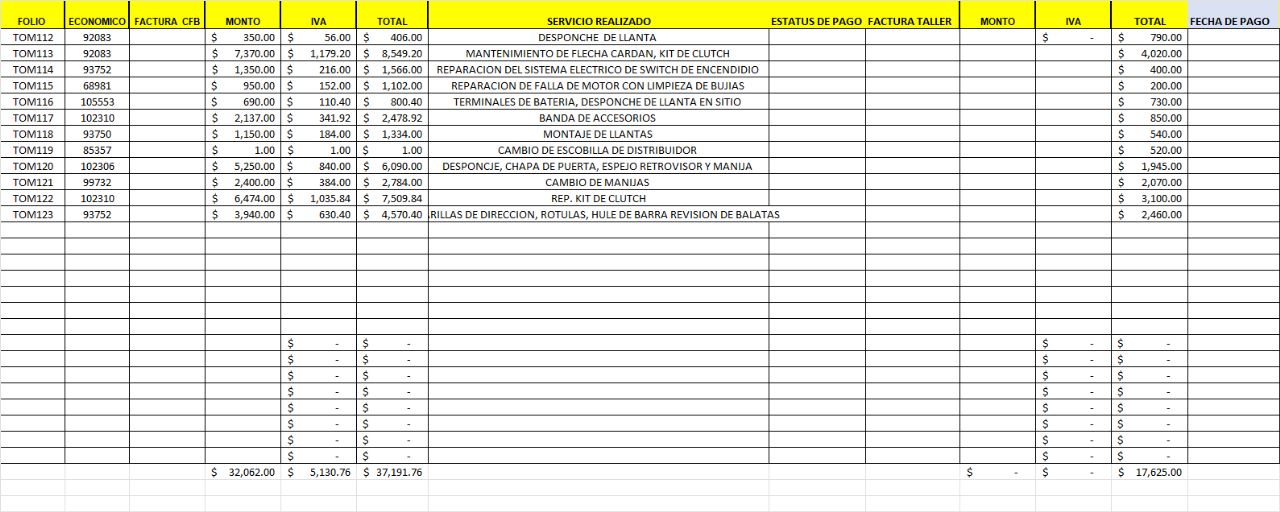 FOLIO ECONOMICO FACTURA CFB MONTO IVA TOTAL SERVICIO REALIZADO ESTATUS DE PAGO FACTURA TALLER MONTO IVA TOTAL FECHA DE PAGO
TOM112 92083 $ 350.00 $ 56.00 $ 406.00 DESPONCHE DE LLANTA $ - $ 790.00
TOM113 92083 $ 7,370.00 $ 1,179.20 $ 8,549.20 MANTENIMIENTO DE FLECHA CARDAN, KIT DE CLUTCH $ 4,020.00
TOM114 93752 $ 1,350.00 $ 216.00 $ 1,566.00 REPARACION DEL SISTEMA ELECTRICO DE SWITCH DE ENCENDIDIO $ 400.00
TOM115 68981 $ 950.00 $ 152.00 $ 1,102.00 REPARACION DE FALLA DE MOTOR CON LIMPIEZA DE BUJIAS $ 200.00
TOM116 105553 $ 690.00 $ 110.40 $ 800.40 TERMINALES DE BATERIA, DESPONCHE DE LLANTA EN SITIO $ 730.00
TOM117 102310 $ 2,137.00 $ 341.92 $ 2,478.92 BANDA DE ACCESORIOS $ 850.00
TOM118 93750 $ 1,150.00 $ 184.00 $ 1,334.00 MONTAJE DE LLANTAS $ 540.00
TOM119 85357 $ 1.00 $ 1.00 $ 1.00 CAMBIO DE ESCOBILLA DE DISTRIBUIDOR $ 520.00
TOM120 102306 $ 5,250.00 $ 840.00 $ 6,090.00 DESPONCJE, CHAPA DE PUERTA, ESPEJO RETROVISOR Y MANIJA $ 1,945.00
TOM121 99732 $ 2,400.00 $ 384.00 $ 2,784.00 CAMBIO DE MANIJAS $ 2,070.00
TOM122 102310 $ 6,474.00 $ 1,035.84 $ 7,509.84 REP. KIT DE CLUTCH $ 3,100.00
TOM123 93752 $ 3,940.00 $ 630.40 $ 4,570.40 RILLAS DE DIRECCION, ROTULAS, HULE DE BARRA REVISION DE BALATAS $ 2,460.00
$ - $ - $ - $ -
$ - $ - $ - $ -
$ - $ - $ - $ -
$ - $ - $ - $ -
$ - $ - $ - $ -
$ - $ - $ - $ -
$ - $ - $ - $ -
$ - $ - $ - $ -
$ 32,062.00 $ 5,130.76 $ 37,191.76 $ - $ - $ 17,625.00